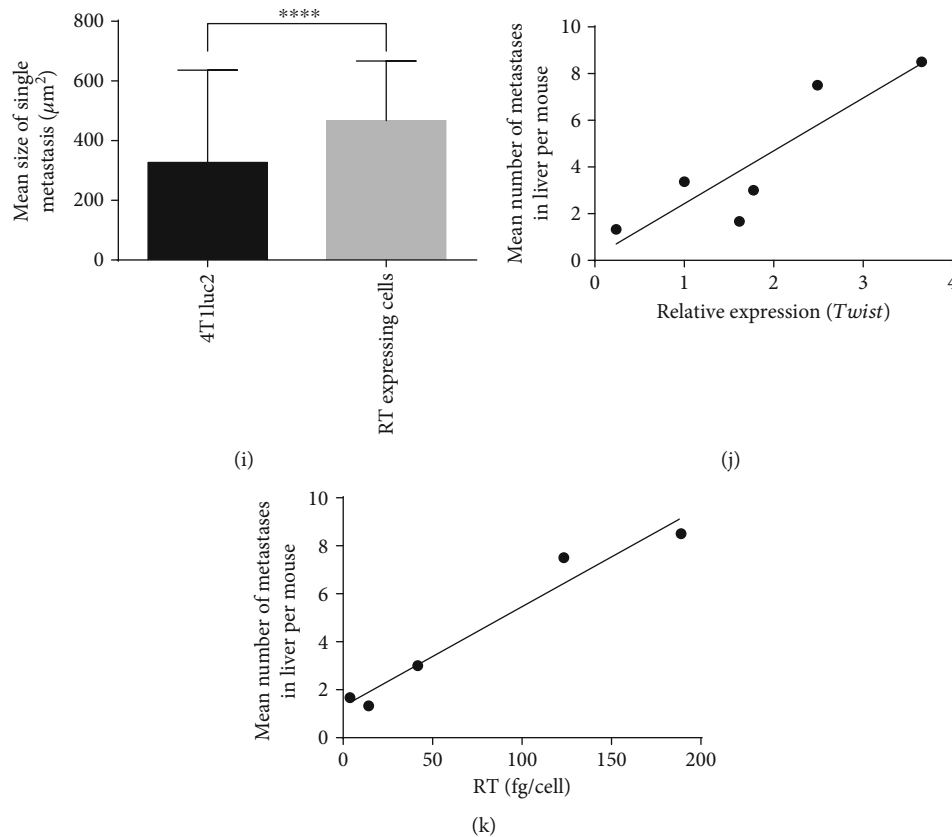 ****
800
600
400
200
0
Mean size of single
metastasis (μm²)
4T1luc2
RT expressing cells
(i)
10
8
6
4
2
0
Mean number of metastases
in liver per mouse
0 1 2 3 4
Relative expression (Twist)
(j)
10
8
6
4
2
0
Mean number of metastases
in liver per mouse
0 50 100 150 200
RT (fg/cell)
(k)